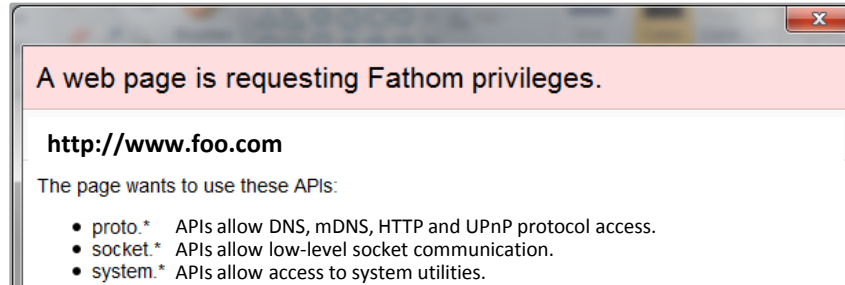 A web page is requesting Fathom privileges.
http://www.foo.com
The page wants to use these APIs:
• proto.* APIs allow DNS, mDNS, HTTP and UPnP protocol access.
• socket.* APIs allow low-level socket communication.
• system.* APIs allow access to system utilities.